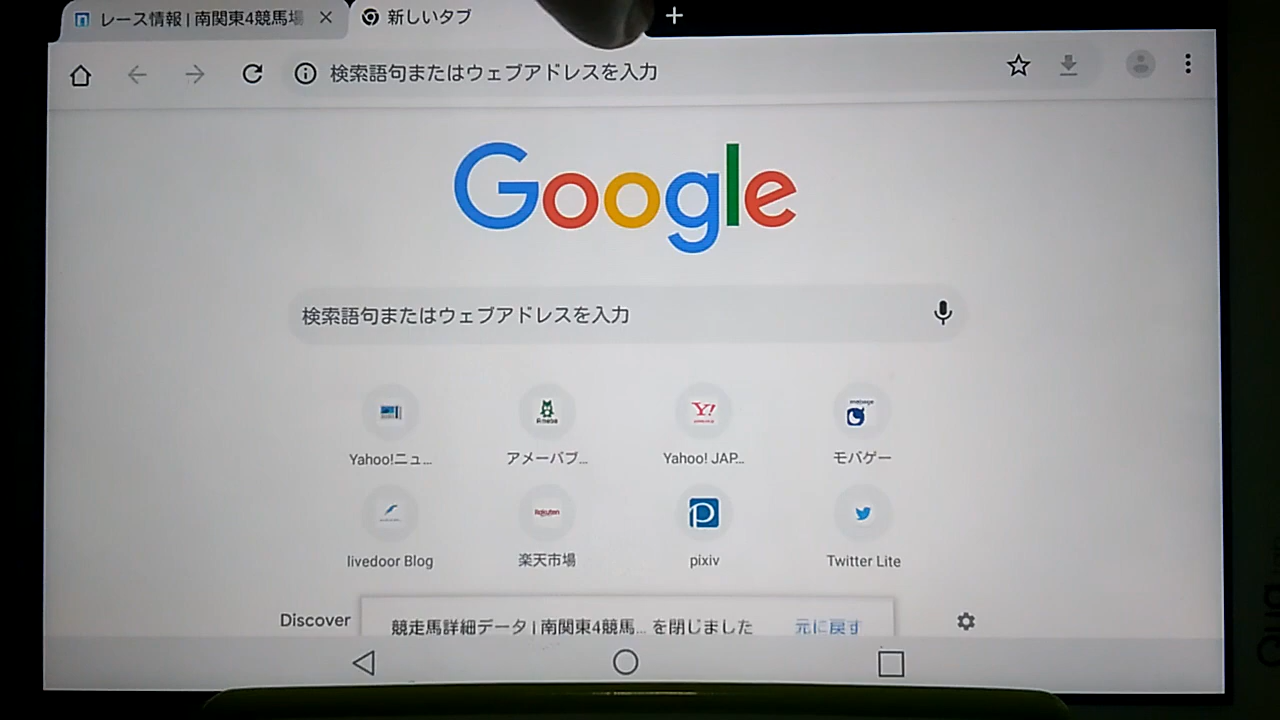 レース情報 | 南関東4競馬場
新しいタブ
検索語句またはウェブアドレスを入力
Google
検索語句またはウェブアドレスを入力
Yahoo!ニュ...
アメーバブ...
Yahoo! JAP...
モバゲー
Rakuten
livedoor Blog
楽天市場
pixiv
Twitter Lite
Discover
競走馬詳細データ | 南関東4競馬... を閉じました
元に戻す